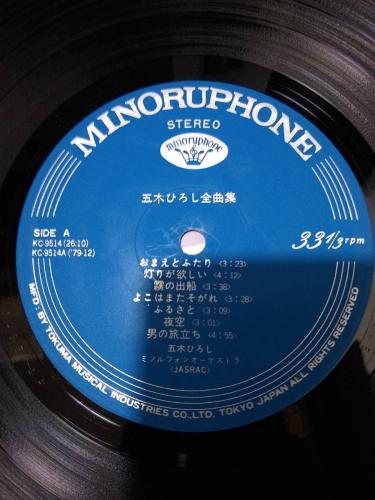 MINORUPHONE
STEREO
minoruphone
五木ひろし全曲集
SIDE A
KC-9514 (26:10)
KC-9514A ('79-12)
33 1/3 rpm
おまえとふたり <3:23>
灯りが欲しい <4:12>
霧の出船 <3:38>
よこはまたそがれ <3:28>
ふるさと <3:09>
夜空 <3:01>
男の旅立ち <4:55>
五木ひろし
ミノルフォンオーケストラ
<JASRAC>
MFD. BY TOKUMA MUSICAL INDUSTRIES CO., LTD. TOKYO JAPAN ALL RIGHTS RESERVED